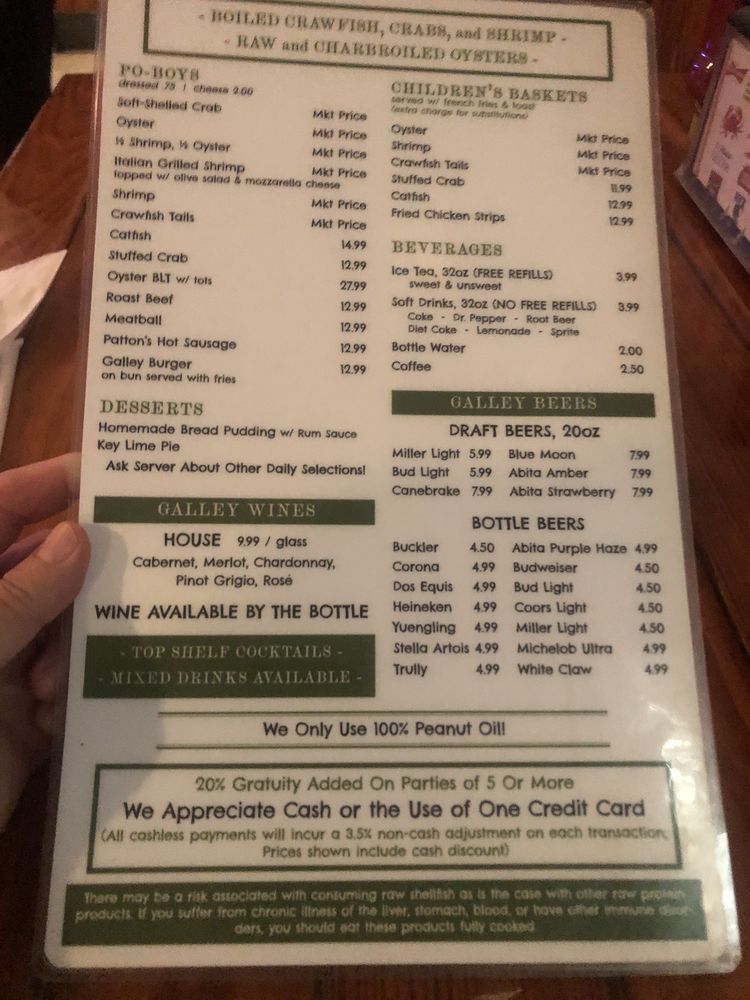 - BOILED CRAWFISH, CRABS, and SHRIMP -
- RAW and CHARBROILED OYSTERS -
PO-BOYS
dressed .75 | cheese 2.00
Soft-Shelled Crab Mkt Price
Oyster Mkt Price
½ Shrimp, ½ Oyster Mkt Price
Italian Grilled Shrimp Mkt Price
topped w/ olive salad & mozzarella cheese
Shrimp Mkt Price
Crawfish Tails Mkt Price
Catfish 14.99
Stuffed Crab 12.99
Oyster BLT w/ tots 27.99
Roast Beef 12.99
Meatball 12.99
Patton's Hot Sausage 12.99
Galley Burger 12.99
on bun served with fries
DESSERTS
Homemade Bread Pudding w/ Rum Sauce
Key Lime Pie
Ask Server About Other Daily Selections!
GALLEY WINES
HOUSE 9.99 / glass
Cabernet, Merlot, Chardonnay,
Pinot Grigio, Rosé
WINE AVAILABLE BY THE BOTTLE
- TOP SHELF COCKTAILS -
- MIXED DRINKS AVAILABLE -
CHILDREN'S BASKETS
served w/ french fries & toast
(extra charge for substitutions)
Oyster Mkt Price
Shrimp Mkt Price
Crawfish Tails Mkt Price
Stuffed Crab 11.99
Catfish 12.99
Fried Chicken Strips 12.99
BEVERAGES
Ice Tea, 32oz (FREE REFILLS) 3.99
sweet & unsweet
Soft Drinks, 32oz (NO FREE REFILLS) 3.99
Coke - Dr. Pepper - Root Beer
Diet Coke - Lemonade - Sprite
Bottle Water 2.00
Coffee 2.50
GALLEY BEERS
DRAFT BEERS, 20oz
Miller Light 5.99 Blue Moon 7.99
Bud Light 5.99 Abita Amber 7.99
Canebrake 7.99 Abita Strawberry 7.99
BOTTLE BEERS
Buckler 4.50 Abita Purple Haze 4.99
Corona 4.99 Budweiser 4.50
Dos Equis 4.99 Bud Light 4.50
Heineken 4.99 Coors Light 4.50
Yuengling 4.99 Miller Light 4.50
Stella Artois 4.99 Michelob Ultra 4.99
Trully 4.99 White Claw 4.99
We Only Use 100% Peanut Oil!
20% Gratuity Added On Parties of 5 Or More
We Appreciate Cash or the Use of One Credit Card
(All cashless payments will incur a 3.5% non-cash adjustment on each transaction,
Prices shown include cash discount)
There may be a risk associated with consuming raw shellfish as is the case with other raw protein
products. If you suffer from chronic illness of the liver, stomach, blood, or have other immune disor-
ders, you should eat these products fully cooked.